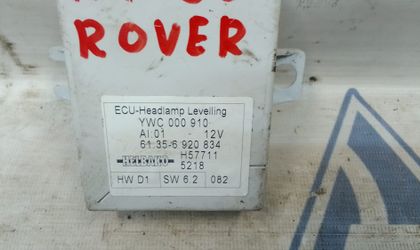 ROVER
ECU-Headlamp Levelling
YWC 000 910
AI:01 - 12V
61.35-6 920 834
H57711
5218
HW D1 SW 6.2 082